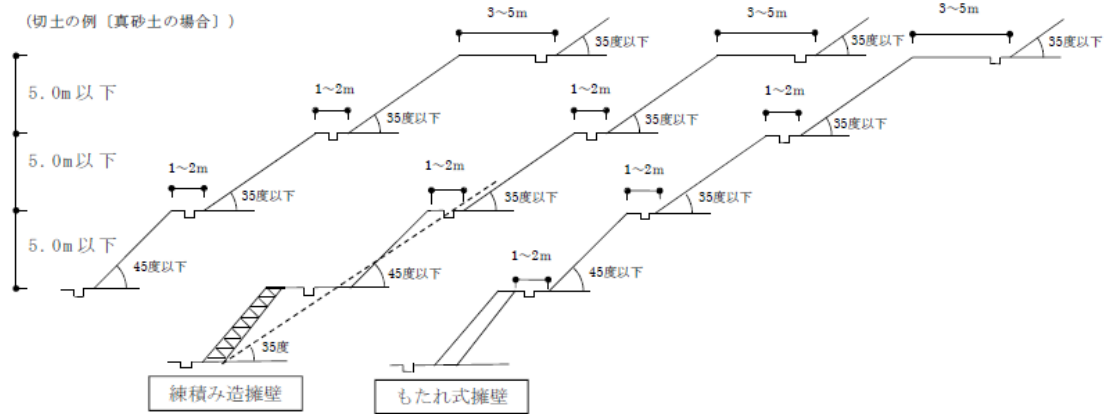 (切土の例〔真砂土の場合〕)
3~5m
3~5m
3~5m
35度以下
35度以下
35度以下
5.0m以下
1~2m
1~2m
1~2m
35度以下
35度以下
35度以下
5.0m以下
1~2m
1~2m
1~2m
35度以下
35度以下
35度以下
5.0m以下
45度以下
45度以下
1~2m
45度以下
35度
練積み造擁壁
もたれ式擁壁